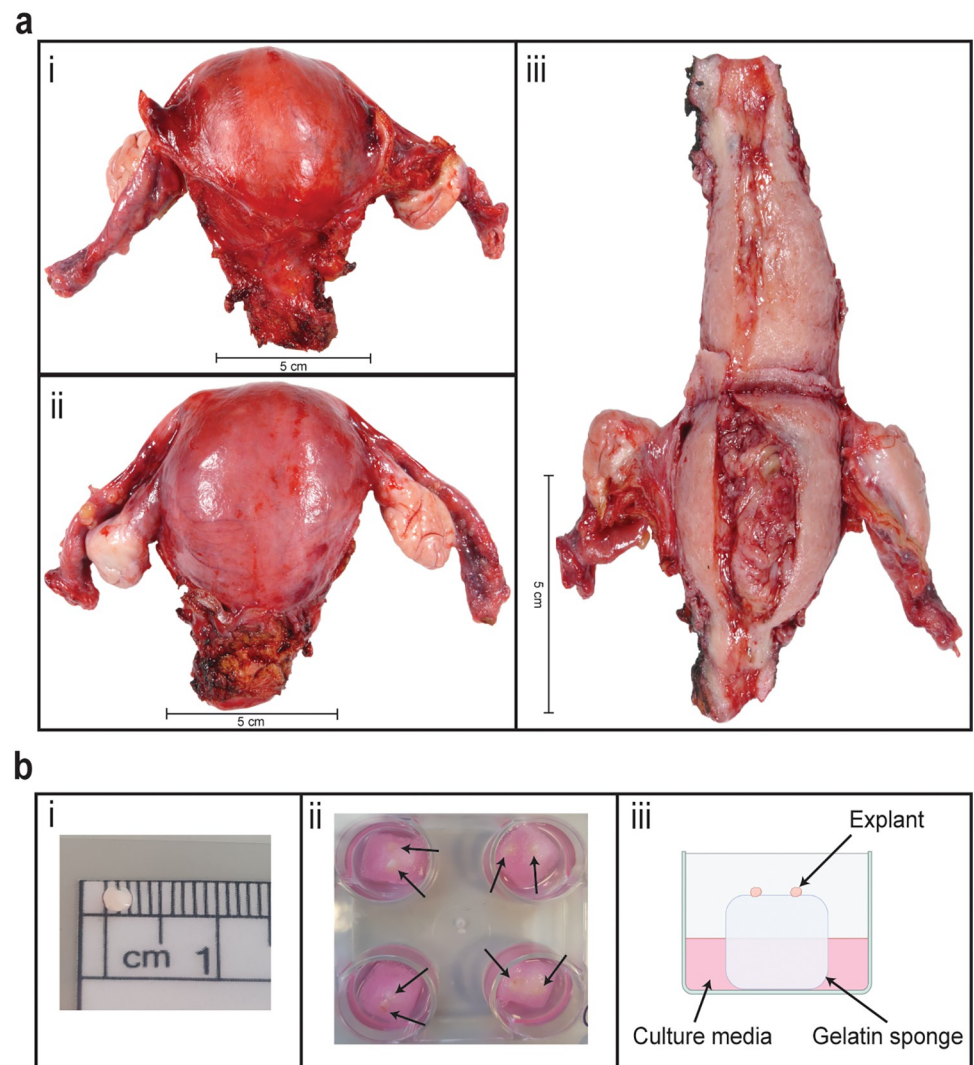 a
i
5 cm
ii
5 cm
iii
5 cm
b
i
cm 1
ii
iii
Explant
Culture media
Gelatin sponge